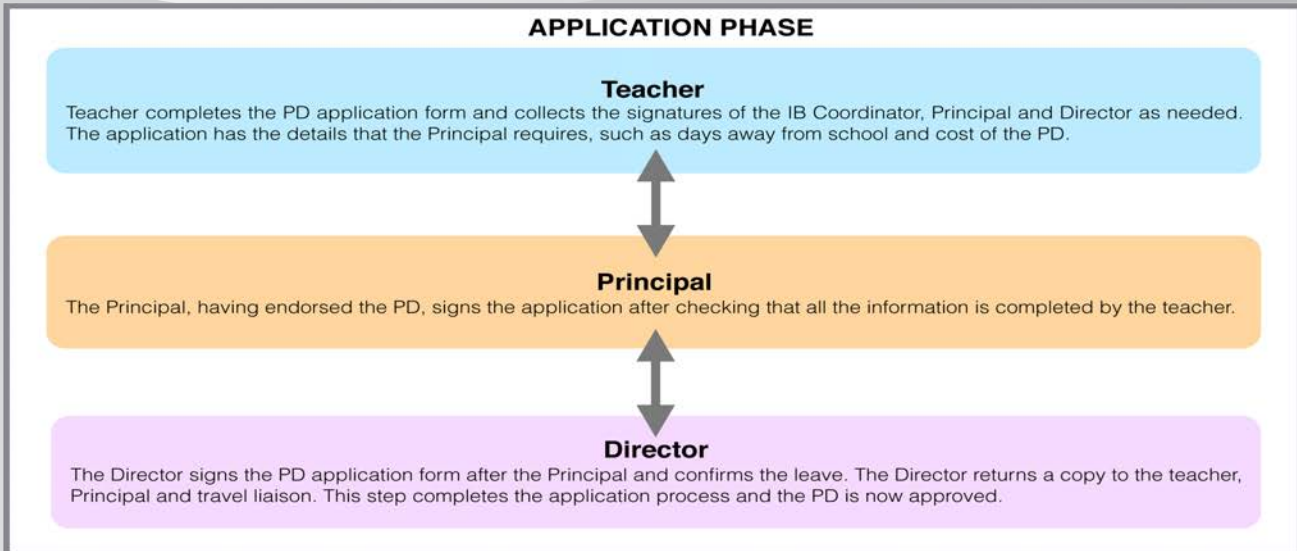 APPLICATION PHASE
Teacher
Teacher completes the PD application form and collects the signatures of the IB Coordinator, Principal and Director as needed.
The application has the details that the Principal requires, such as days away from school and cost of the PD.
Principal
The Principal, having endorsed the PD, signs the application after checking that all the information is completed by the teacher.
Director
The Director signs the PD application form after the Principal and confirms the leave. The Director returns a copy to the teacher,
Principal and travel liaison. This step completes the application process and the PD is now approved.